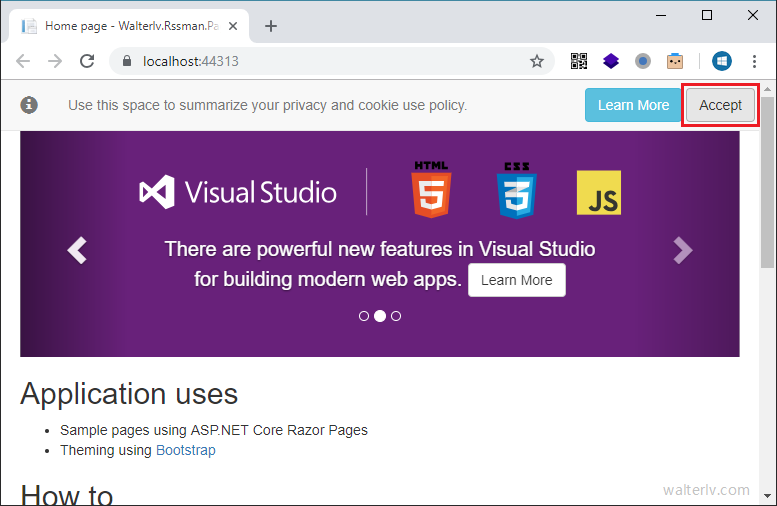 Home page - Walterlv.Rssman.Pa
localhost:44313
Use this space to summarize your privacy and cookie use policy.
Learn More
Accept
Visual Studio
HTML
5
CSS
3
JS
There are powerful new features in Visual Studio
for building modern web apps.
Learn More
Application uses
Sample pages using ASP.NET Core Razor Pages
Theming using Bootstrap
How to
walterlv.com